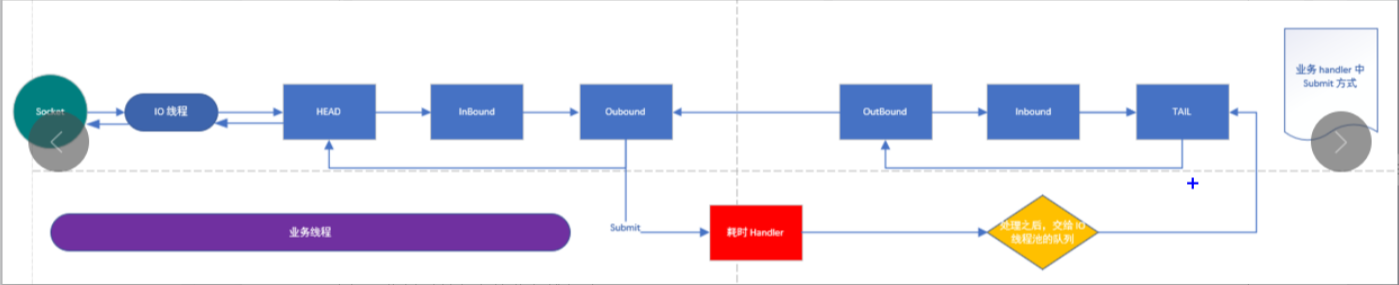 Socket
IO 线程
HEAD
InBound
Oubound
OutBound
Inbound
TAIL
业务 handler 中
Submit 方式
业务线程
Submit
耗时 Handler
处理之后，交给 IO
线程池的队列